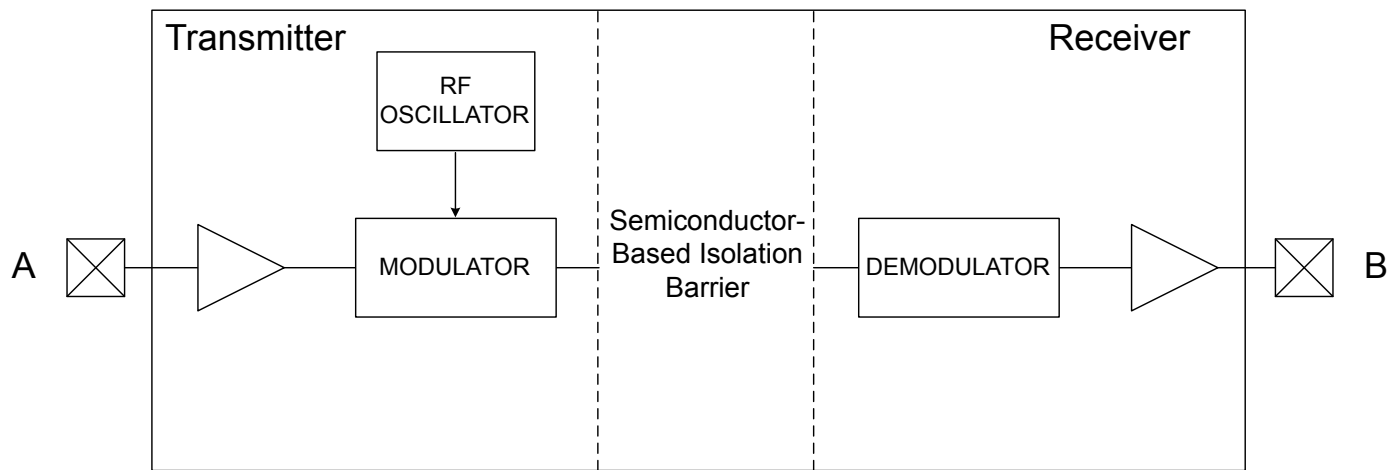 Transmitter
Receiver
RF
OSCILLATOR
A
MODULATOR
Semiconductor-
Based Isolation
Barrier
DEMODULATOR
B